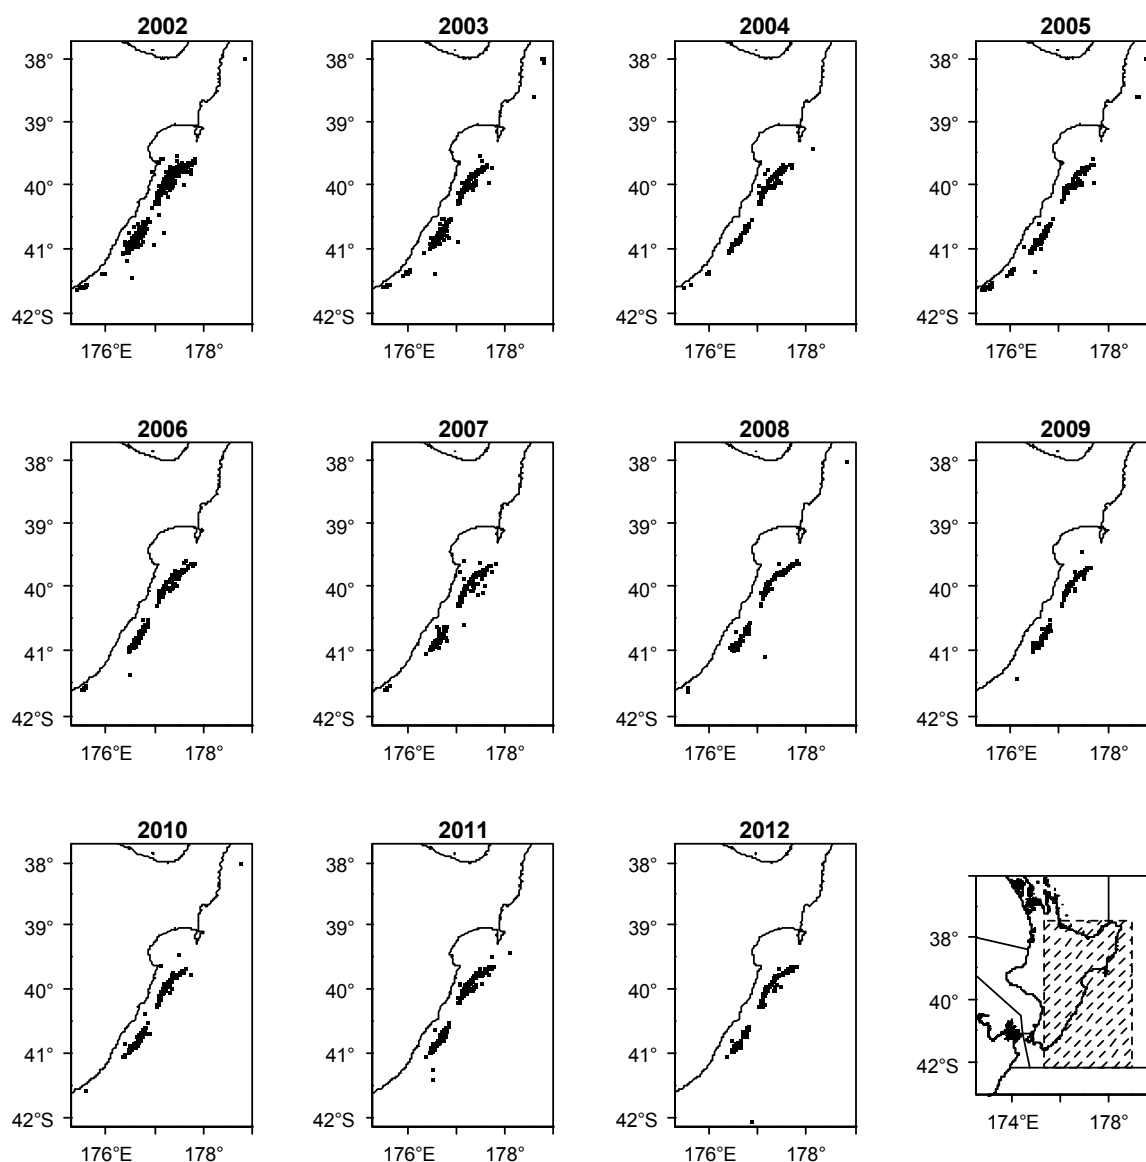 2002 2003 2004 2005
38° 38° 38° 38°
39° 39° 39° 39°
40° 40° 40° 40°
41° 41° 41° 41°
42°S 42°S 42°S 42°S
176°E 178° 176°E 178° 176°E 178° 176°E 178°
2006 2007 2008 2009
38° 38° 38° 38°
39° 39° 39° 39°
40° 40° 40° 40°
41° 41° 41° 41°
42°S 42°S 42°S 42°S
176°E 178° 176°E 178° 176°E 178° 176°E 178°
2010 2011 2012
38° 38° 38°
39° 39° 39° 38°
40° 40° 40° 40°
41° 41° 41° 42°S
42°S 42°S 42°S
176°E 178° 176°E 178° 176°E 178° 174°E 178°